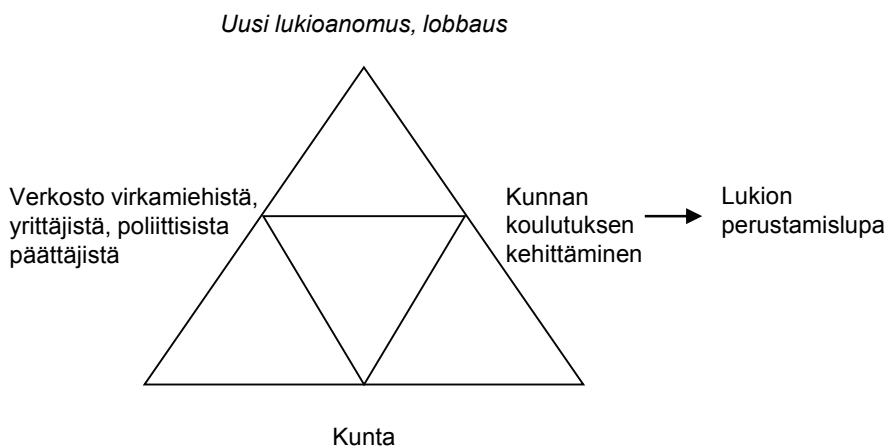 Uusi lukioanomus, lobbaus
Verkosto virkamiehistä,
yrittäjistä, poliittisista
päättäjistä
Kunnan
koulutuksen
kehittäminen
Lukion
perustamislupa
Kunta